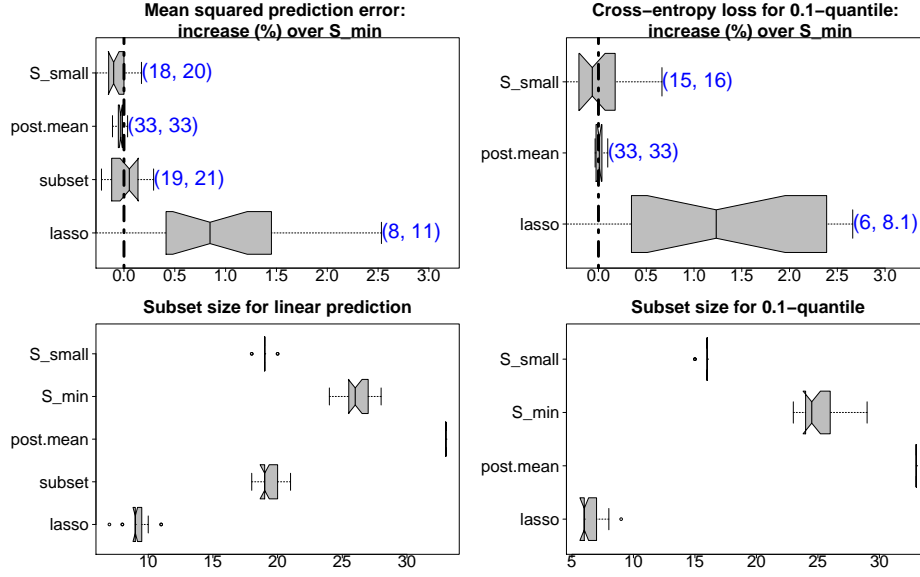 Mean squared prediction error:
increase (%) over S_min
S_small
(18, 20)
post.mean
(33, 33)
subset
(19, 21)
lasso
(8, 11)
0.0 0.5 1.0 1.5 2.0 2.5 3.0
Cross−entropy loss for 0.1−quantile:
increase (%) over S_min
S_small
(15, 16)
post.mean
(33, 33)
lasso
(6, 8.1)
0.0 0.5 1.0 1.5 2.0 2.5 3.0
Subset size for linear prediction
S_small
S_min
post.mean
subset
lasso
10 15 20 25 30
Subset size for 0.1−quantile
S_small
S_min
post.mean
lasso
5 10 15 20 25 30